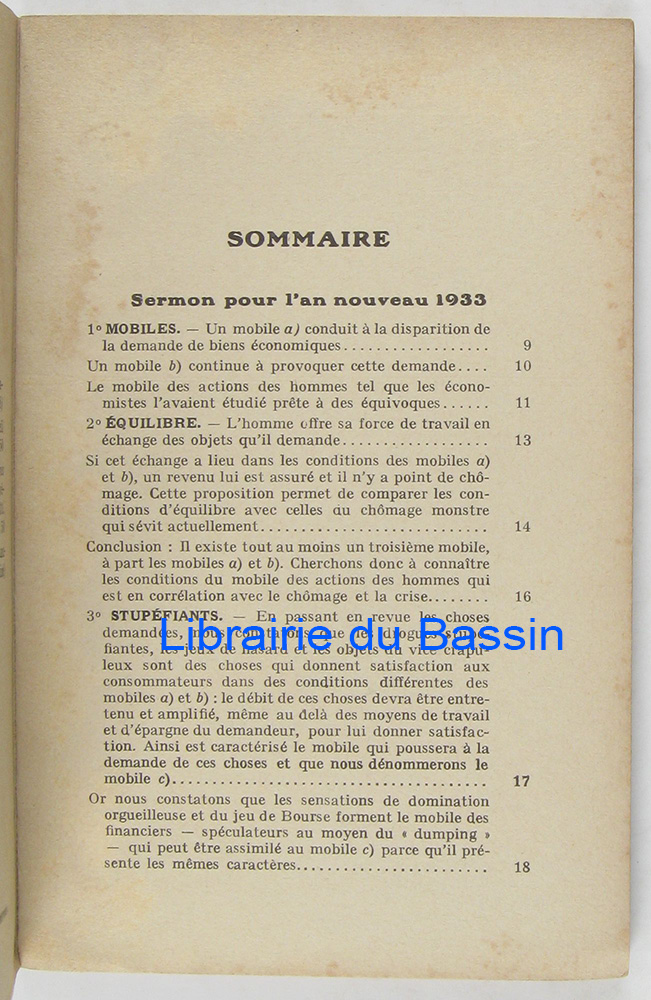 SOMMAIRE
Sermon pour l'an nouveau 1933
1º MOBILES. — Un mobile a) conduit à la disparition de
la demande de biens économiques.................. 9
Un mobile b) continue à provoquer cette demande.... 10
Le mobile des actions des hommes tel que les écono-
mistes l'avaient étudié prête à des équivoques...... 11
2º ÉQUILIBRE. — L'homme offre sa force de travail en
échange des objets qu'il demande.................. 13
Si cet échange a lieu dans les conditions des mobiles a)
et b), un revenu lui est assuré et il n'y a point de chô-
mage. Cette proposition permet de comparer les con-
ditions d'équilibre avec celles du chômage monstre
qui sévit actuellement............................ 14
Conclusion : Il existe tout au moins un troisième mobile,
à part les mobiles a) et b). Cherchons donc à connaître
les conditions du mobile des actions des hommes qui
est en corrélation avec le chômage et la crise........ 16
3º STUPÉFIANTS. — En passant en revue les choses
demandées, nous constatons que les drogues stupé-
Librairie du Bassin
fiantes, les jeux de hasard et les objets du vice crapu-
leux sont des choses qui donnent satisfaction aux
consommateurs dans des conditions différentes des
mobiles a) et b) : le débit de ces choses devra être entre-
tenu et amplifié, même au delà des moyens de travail
et d'épargne du demandeur, pour lui donner satisfac-
tion. Ainsi est caractérisé le mobile qui poussera à la
demande de ces choses et que nous dénommerons le
mobile c)....................................... 17
Or nous constatons que les sensations de domination
orgueilleuse et du jeu de Bourse forment le mobile des
financiers — spéculateurs au moyen du « dumping »
— qui peut être assimilé au mobile c) parce qu'il pré-
sente les mêmes caractères........................ 18